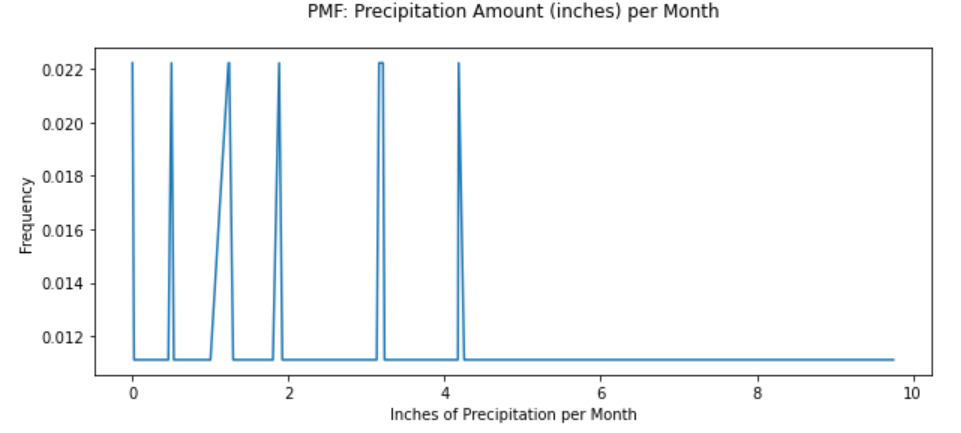 PMF: Precipitation Amount (inches) per Month
0.022
0.020
0.018
0.016
0.014
0.012
Frequency
0 2 4 6 8 10
Inches of Precipitation per Month